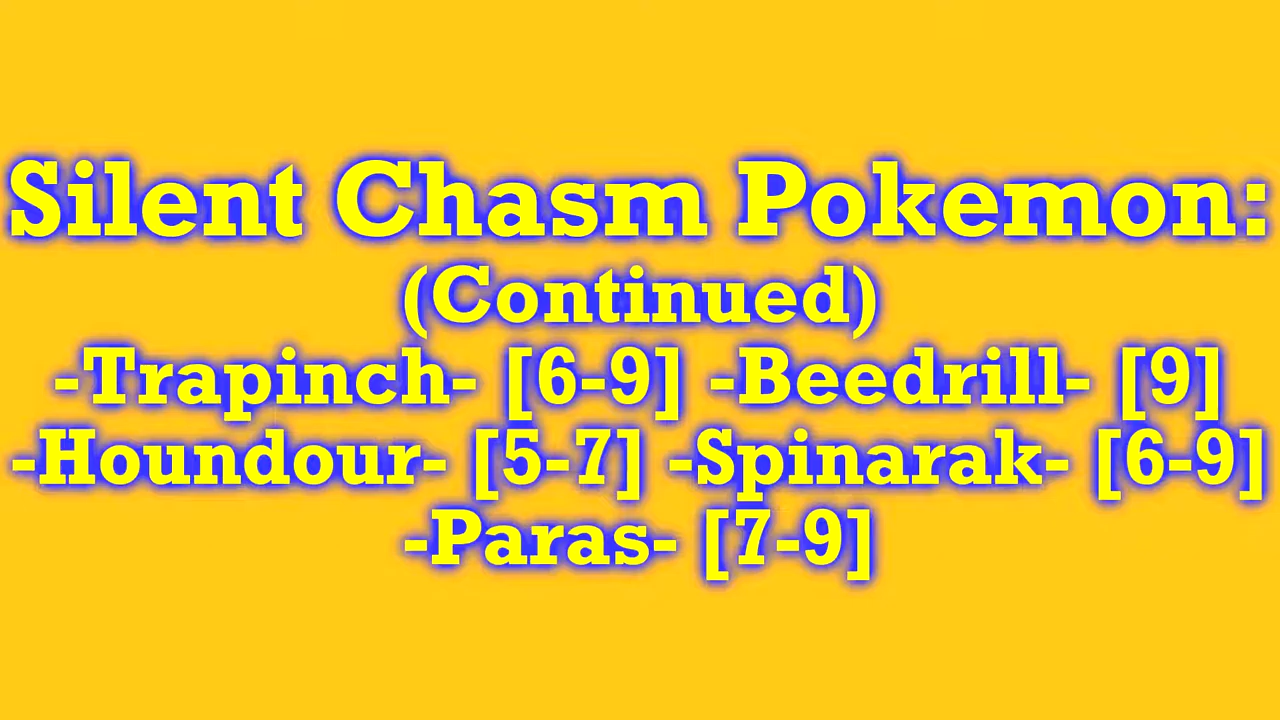 Silent Chasm Pokemon:
(Continued)
-Trapinch- [6-9] -Beedrill- [9]
-Houndour- [5-7] -Spinarak- [6-9]
-Paras- [7-9]